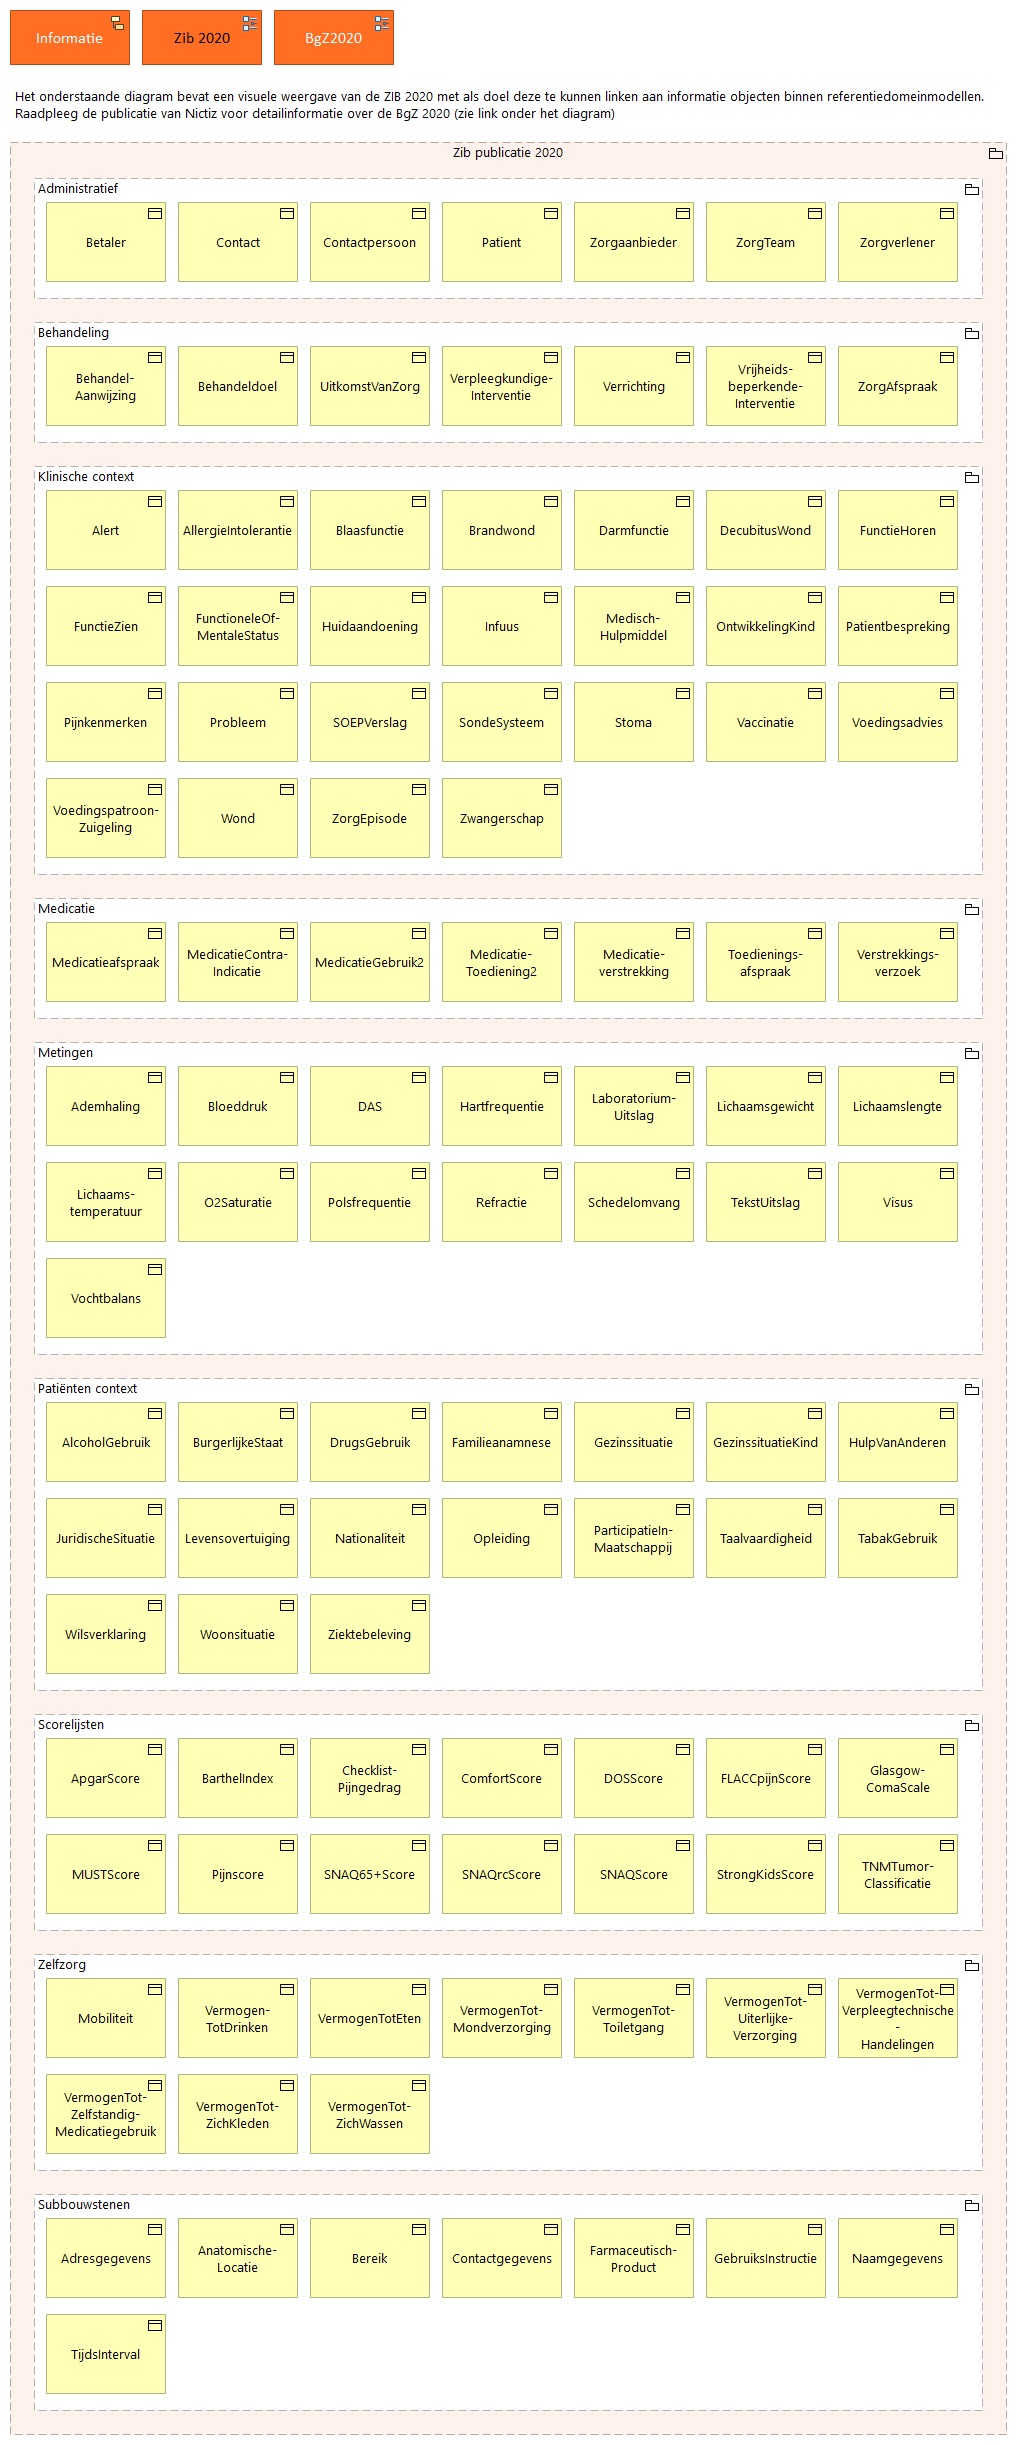 Informatie
Zib 2020
BgZ2020
Het onderstaande diagram bevat een visuele weergave van de ZIB 2020 met als doel deze te kunnen linken aan informatie objecten binnen referentiedomeinmodellen.
Raadpleeg de publicatie van Nictiz voor detailinformatie over de BgZ 2020 (zie link onder het diagram)
Zib publicatie 2020
Administratief
Betaler
Contact
Contactpersoon
Patient
Zorgaanbieder
ZorgTeam
Zorgverlener
Behandeling
Behandel-
Aanwijzing
Behandeldoel
UitkomstVanZorg
Verpleegkundige-
Interventie
Verrichting
Vrijheids-
beperkende-
Interventie
ZorgAfspraak
Klinische context
Alert
AllergieIntolerantie
Blaasfunctie
Brandwond
Darmfunctie
DecubitusWond
FunctieHoren
FunctieZien
FunctioneleOf-
MentaleStatus
Huidaandoening
Infuus
Medisch-
Hulpmiddel
OntwikkelingKind
Patientbespreking
Pijnkenmerken
Probleem
SOEPVerslag
SondeSysteem
Stoma
Vaccinatie
Voedingsadvies
Voedingspatroon-
Zuigeling
Wond
ZorgEpisode
Zwangerschap
Medicatie
Medicatieafspraak
MedicatieContra-
Indicatie
MedicatieGebruik2
Medicatie-
Toediening2
Medicatie-
verstrekking
Toedienings-
afspraak
Verstrekkings-
verzoek
Metingen
Ademhaling
Bloeddruk
DAS
Hartfrequentie
Laboratorium-
Uitslag
Lichaamsgewicht
Lichaamslengte
Lichaams-
temperatuur
O2Saturatie
Polsfrequentie
Refractie
Schedelomvang
TekstUitslag
Visus
Vochtbalans
Patiënten context
AlcoholGebruik
BurgerlijkeStaat
DrugsGebruik
Familieanamnese
Gezinssituatie
GezinssituatieKind
HulpVanAnderen
JuridischeSituatie
Levensovertuiging
Nationaliteit
Opleiding
ParticipatieIn-
Maatschappij
Taalvaardigheid
TabakGebruik
Wilsverklaring
Woonsituatie
Ziektebeleving
Scorelijsten
ApgarScore
BarthelIndex
Checklist-
Pijngedrag
ComfortScore
DOSScore
FLACCpijnScore
Glasgow-
ComaScale
MUSTScore
Pijnscore
SNAQ65+Score
SNAQrcScore
SNAQScore
StrongKidsScore
TNMTumor-
Classificatie
Zelfzorg
Mobiliteit
Vermogen-
TotDrinken
VermogenTotEten
VermogenTot-
Mondverzorging
VermogenTot-
Toiletgang
VermogenTot-
Uiterlijke-
Verzorging
VermogenTot-
Verpleegtechnische
-
Handelingen
VermogenTot-
Zelfstandig-
Medicatiegebruik
VermogenTot-
ZichKleden
VermogenTot-
ZichWassen
Subbouwstenen
Adresgegevens
Anatomische-
Locatie
Bereik
Contactgegevens
Farmaceutisch-
Product
GebruiksInstructie
Naamgegevens
TijdsInterval